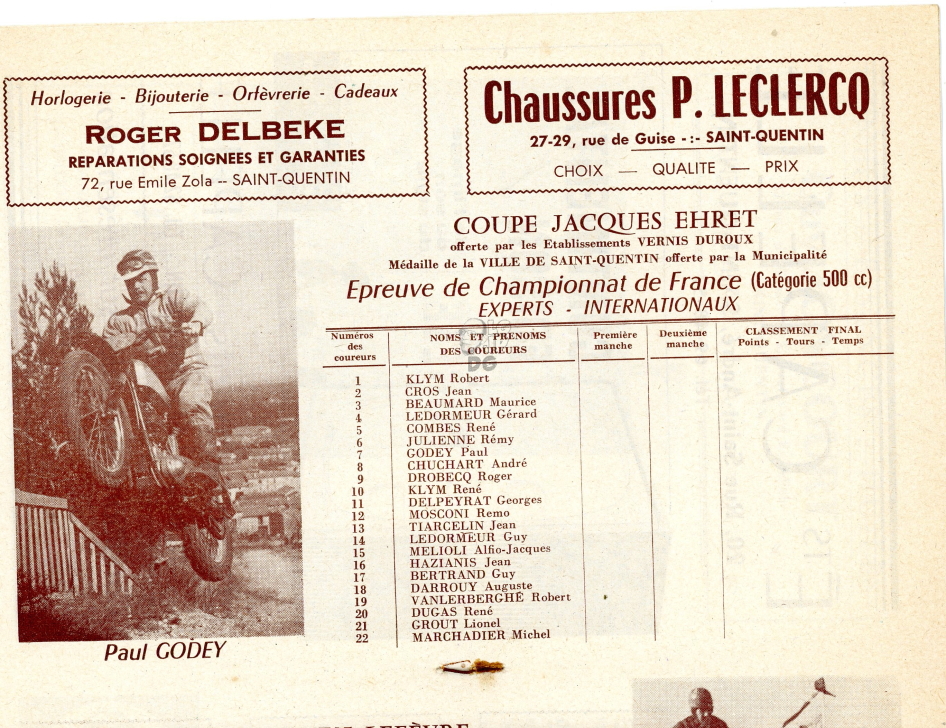 Horlogerie - Bijouterie - Orfèvrerie - Cadeaux
ROGER DELBEKE
REPARATIONS SOIGNEES ET GARANTIES
72, rue Emile Zola -- SAINT-QUENTIN
Chaussures P. LECLERCQ
27-29, rue de Guise -:- SAINT-QUENTIN
CHOIX — QUALITE — PRIX
COUPE JACQUES EHRET
offerte par les Etablissements VERNIS DUROUX
Médaille de la VILLE DE SAINT-QUENTIN offerte par la Municipalité
Epreuve de Championnat de France (Catégorie 500 cc)
EXPERTS - INTERNATIONAUX
Numéros des coureurs
NOMS ET PRENOMS DES COUREURS
Première manche
Deuxième manche
CLASSEMENT FINAL
Points - Tours - Temps
1 KLYM Robert
2 CROS Jean
3 BEAUMARD Maurice
4 LEDORMEUR Gérard
5 COMBES René
6 JULIENNE Rémy
7 GODEY Paul
8 CHUCHART André
9 DROBECQ Roger
10 KLYM René
11 DELPEYRAT Georges
12 MOSCONI Remo
13 TIARCELIN Jean
14 LEDORMEUR Guy
15 MELIOLI Alfio-Jacques
16 HAZIANIS Jean
17 BERTRAND Guy
18 DARROUY Auguste
19 VANLERBERGHE Robert
20 DUGAS René
21 GROUT Lionel
22 MARCHADIER Michel
Paul GODEY
LEFÈVRE